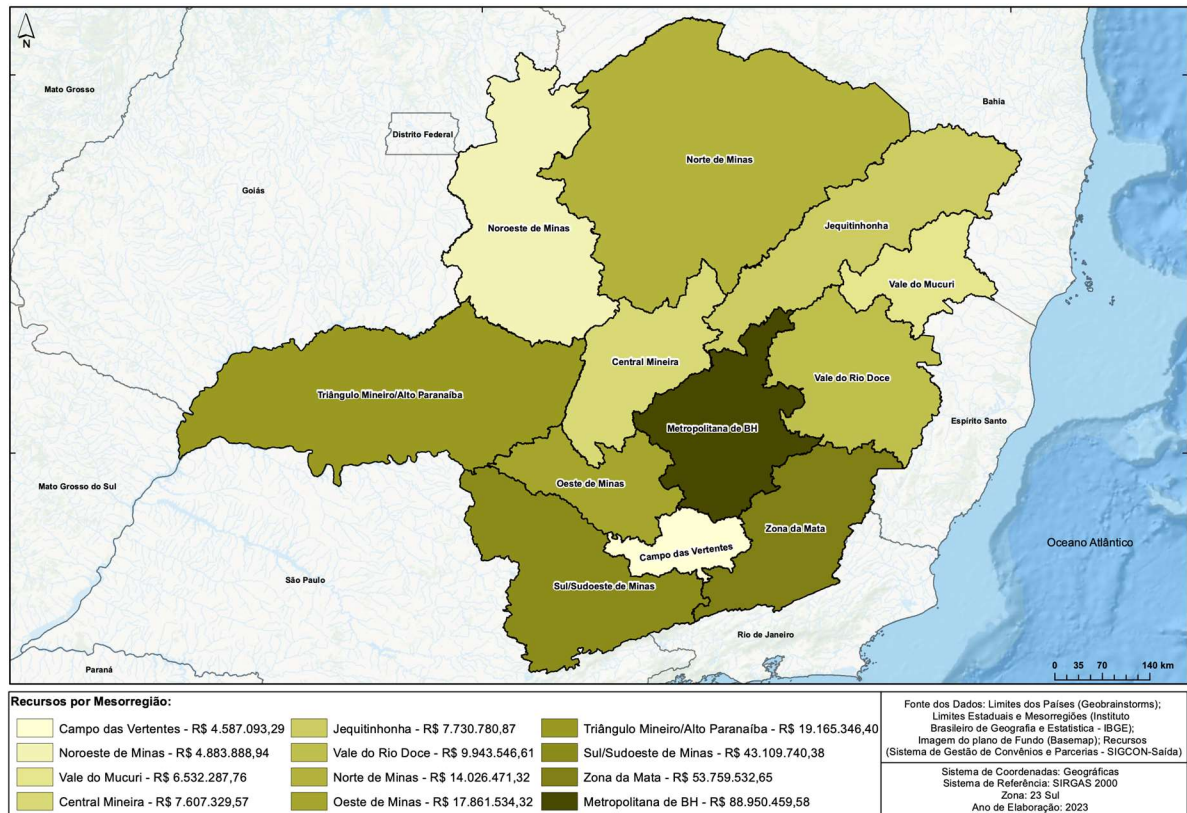 N
Mato Grosso
Bahia
Distrito Federal
Norte de Minas
Goiás
Jequitinhonha
Noroeste de Minas
Vale do Mucuri
Central Mineira
Vale do Rio Doce
Triângulo Mineiro/Alto Paranaíba
Espírito Santo
Metropolitana de BH
Mato Grosso do Sul
Oeste de Minas
Zona da Mata
Oceano Atlântico
Campo das Vertentes
São Paulo
Sul/Sudoeste de Minas
Rio de Janeiro
Paraná
0 35 70 140 km
Recursos por Mesorregião:
Campo das Vertentes - R$ 4.587.093,29
Noroeste de Minas - R$ 4.883.888,94
Vale do Mucuri - R$ 6.532.287,76
Central Mineira - R$ 7.607.329,57
Jequitinhonha - R$ 7.730.780,87
Vale do Rio Doce - R$ 9.943.546,61
Norte de Minas - R$ 14.026.471,32
Oeste de Minas - R$ 17.861.534,32
Triângulo Mineiro/Alto Paranaíba - R$ 19.165.346,40
Sul/Sudoeste de Minas - R$ 43.109.740,38
Zona da Mata - R$ 53.759.532,65
Metropolitana de BH - R$ 88.950.459,58
Fonte dos Dados: Limites dos Países (Geobrainstorms);
Limites Estaduais e Mesorregiões (Instituto
Brasileiro de Geografia e Estatistica - IBGE);
Imagem do plano de Fundo (Basemap); Recursos
(Sistema de Gestão de Convênios e Parcerias - SIGCON-Saída)
Sistema de Coordenadas: Geográficas
Sistema de Referência: SIRGAS 2000
Zona: 23 Sul
Ano de Elaboração: 2023